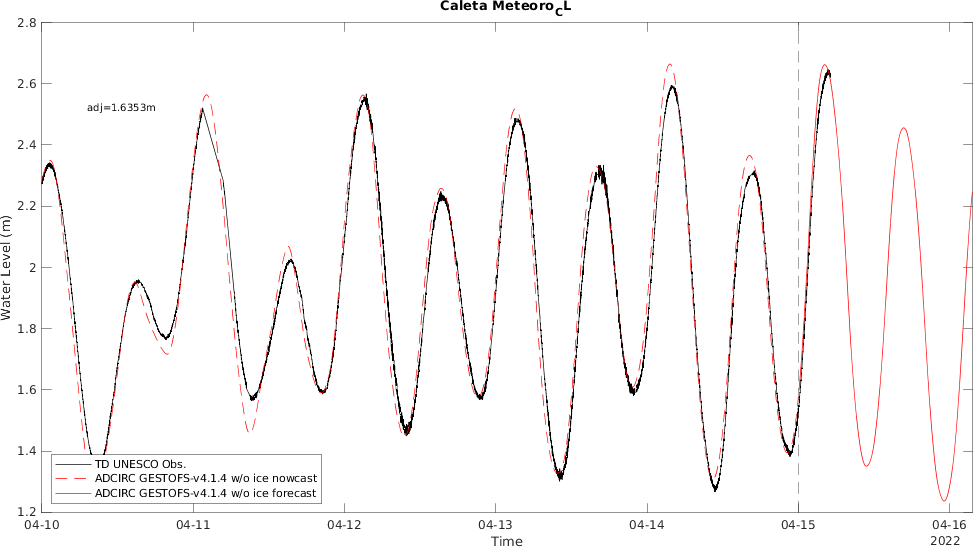 Caleta Meteoro_CL
2.8
2.6
2.4
2.2
2
1.8
1.6
1.4
1.2
Water Level (m)
adj=1.6353m
TD UNESCO Obs.
ADCIRC GESTOFS-v4.1.4 w/o ice nowcast
ADCIRC GESTOFS-v4.1.4 w/o ice forecast
04-10 04-11 04-12 04-13 04-14 04-15 04-16
Time
2022